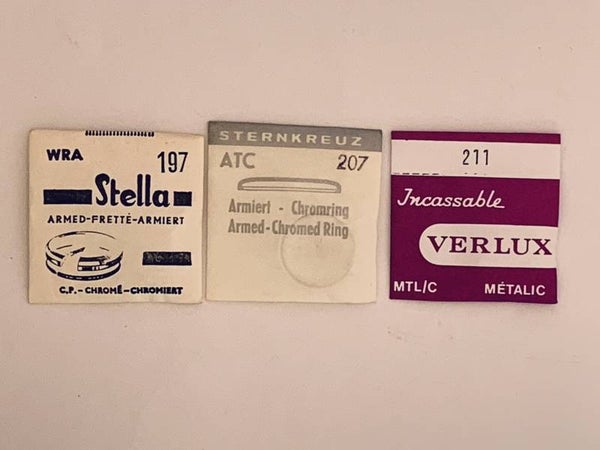 WRA 197
Stella
ARMED-FRETTÉ-ARMIERT
C.P. - CHROMÉ - CHROMIERT
STERNKREUZ
ATC 207
Armiert - Chromring
Armed-Chromed Ring
211
Incassable
VERLUX
MTL/C MÉTALIC